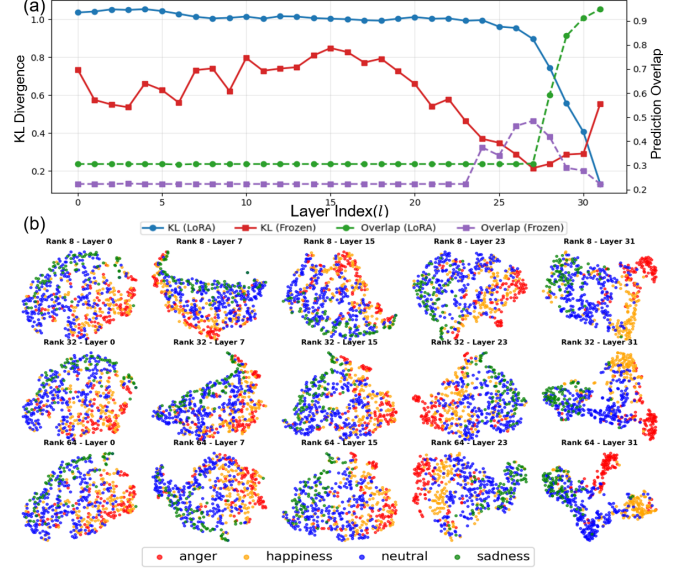 (a)
1.0
0.8
0.6
0.4
0.2
KL Divergence
0.9
0.8
0.7
0.6
0.5
0.4
0.3
0.2
Prediction Overlap
0 5 10 15 20 25 30
Layer Index(l)
(b)
KL (LoRA) KL (Frozen) Overlap (LoRA) Overlap (Frozen)
Rank 8 - Layer 0 Rank 8 - Layer 7 Rank 8 - Layer 15 Rank 8 - Layer 23 Rank 8 - Layer 31
Rank 32 - Layer 0 Rank 32 - Layer 7 Rank 32 - Layer 15 Rank 32 - Layer 23 Rank 32 - Layer 31
Rank 64 - Layer 0 Rank 64 - Layer 7 Rank 64 - Layer 15 Rank 64 - Layer 23 Rank 64 - Layer 31
anger happiness neutral sadness